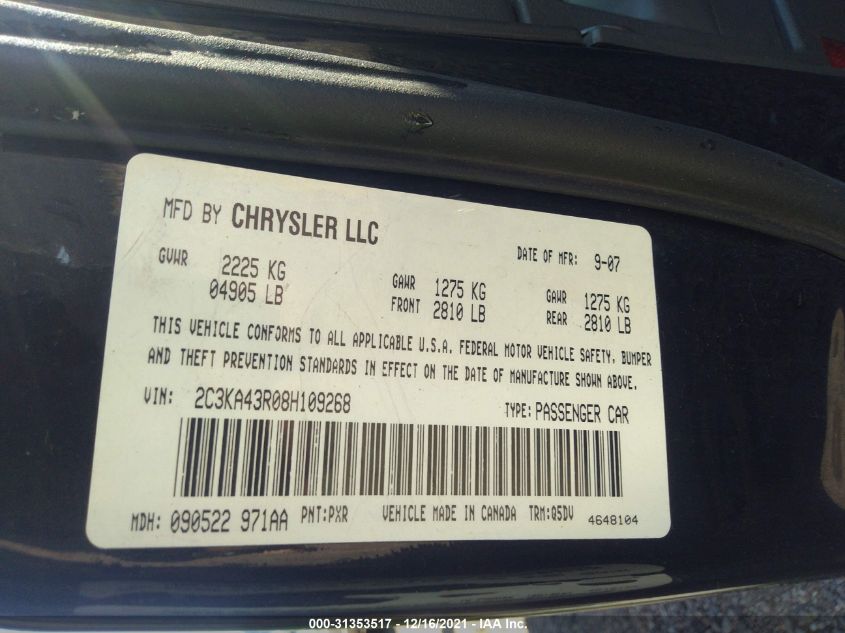 MFD BY CHRYSLER LLC
DATE OF MFR: 9-07
GVWR 2225 KG
04905 LB
GAWR FRONT 1275 KG
2810 LB
GAWR REAR 1275 KG
2810 LB
THIS VEHICLE CONFORMS TO ALL APPLICABLE U.S.A. FEDERAL MOTOR VEHICLE SAFETY, BUMPER
AND THEFT PREVENTION STANDARDS IN EFFECT ON THE DATE OF MANUFACTURE SHOWN ABOVE.
VIN: 2C3KA43R08H109268 TYPE: PASSENGER CAR
MDH: 090522 971AA PNT:PXR VEHICLE MADE IN CANADA TRM:Q5DV
4648104
000-31353517 - 12/16/2021 - IAA Inc.